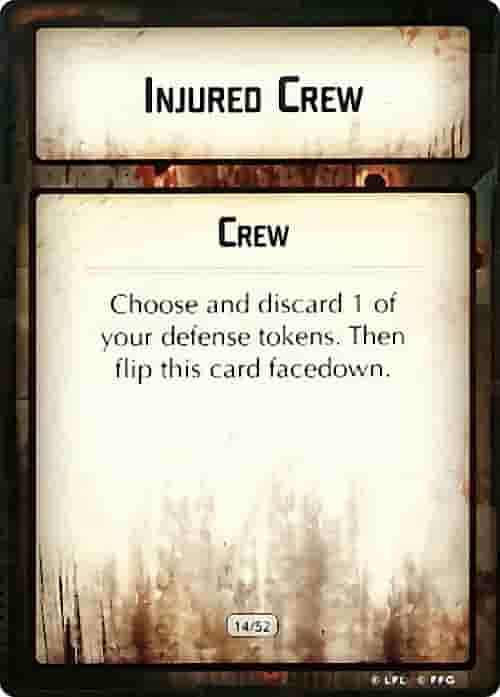 Injured Crew
Crew
Choose and discard 1 of
your defense tokens. Then
flip this card facedown.
14/52
© LFL © FFG